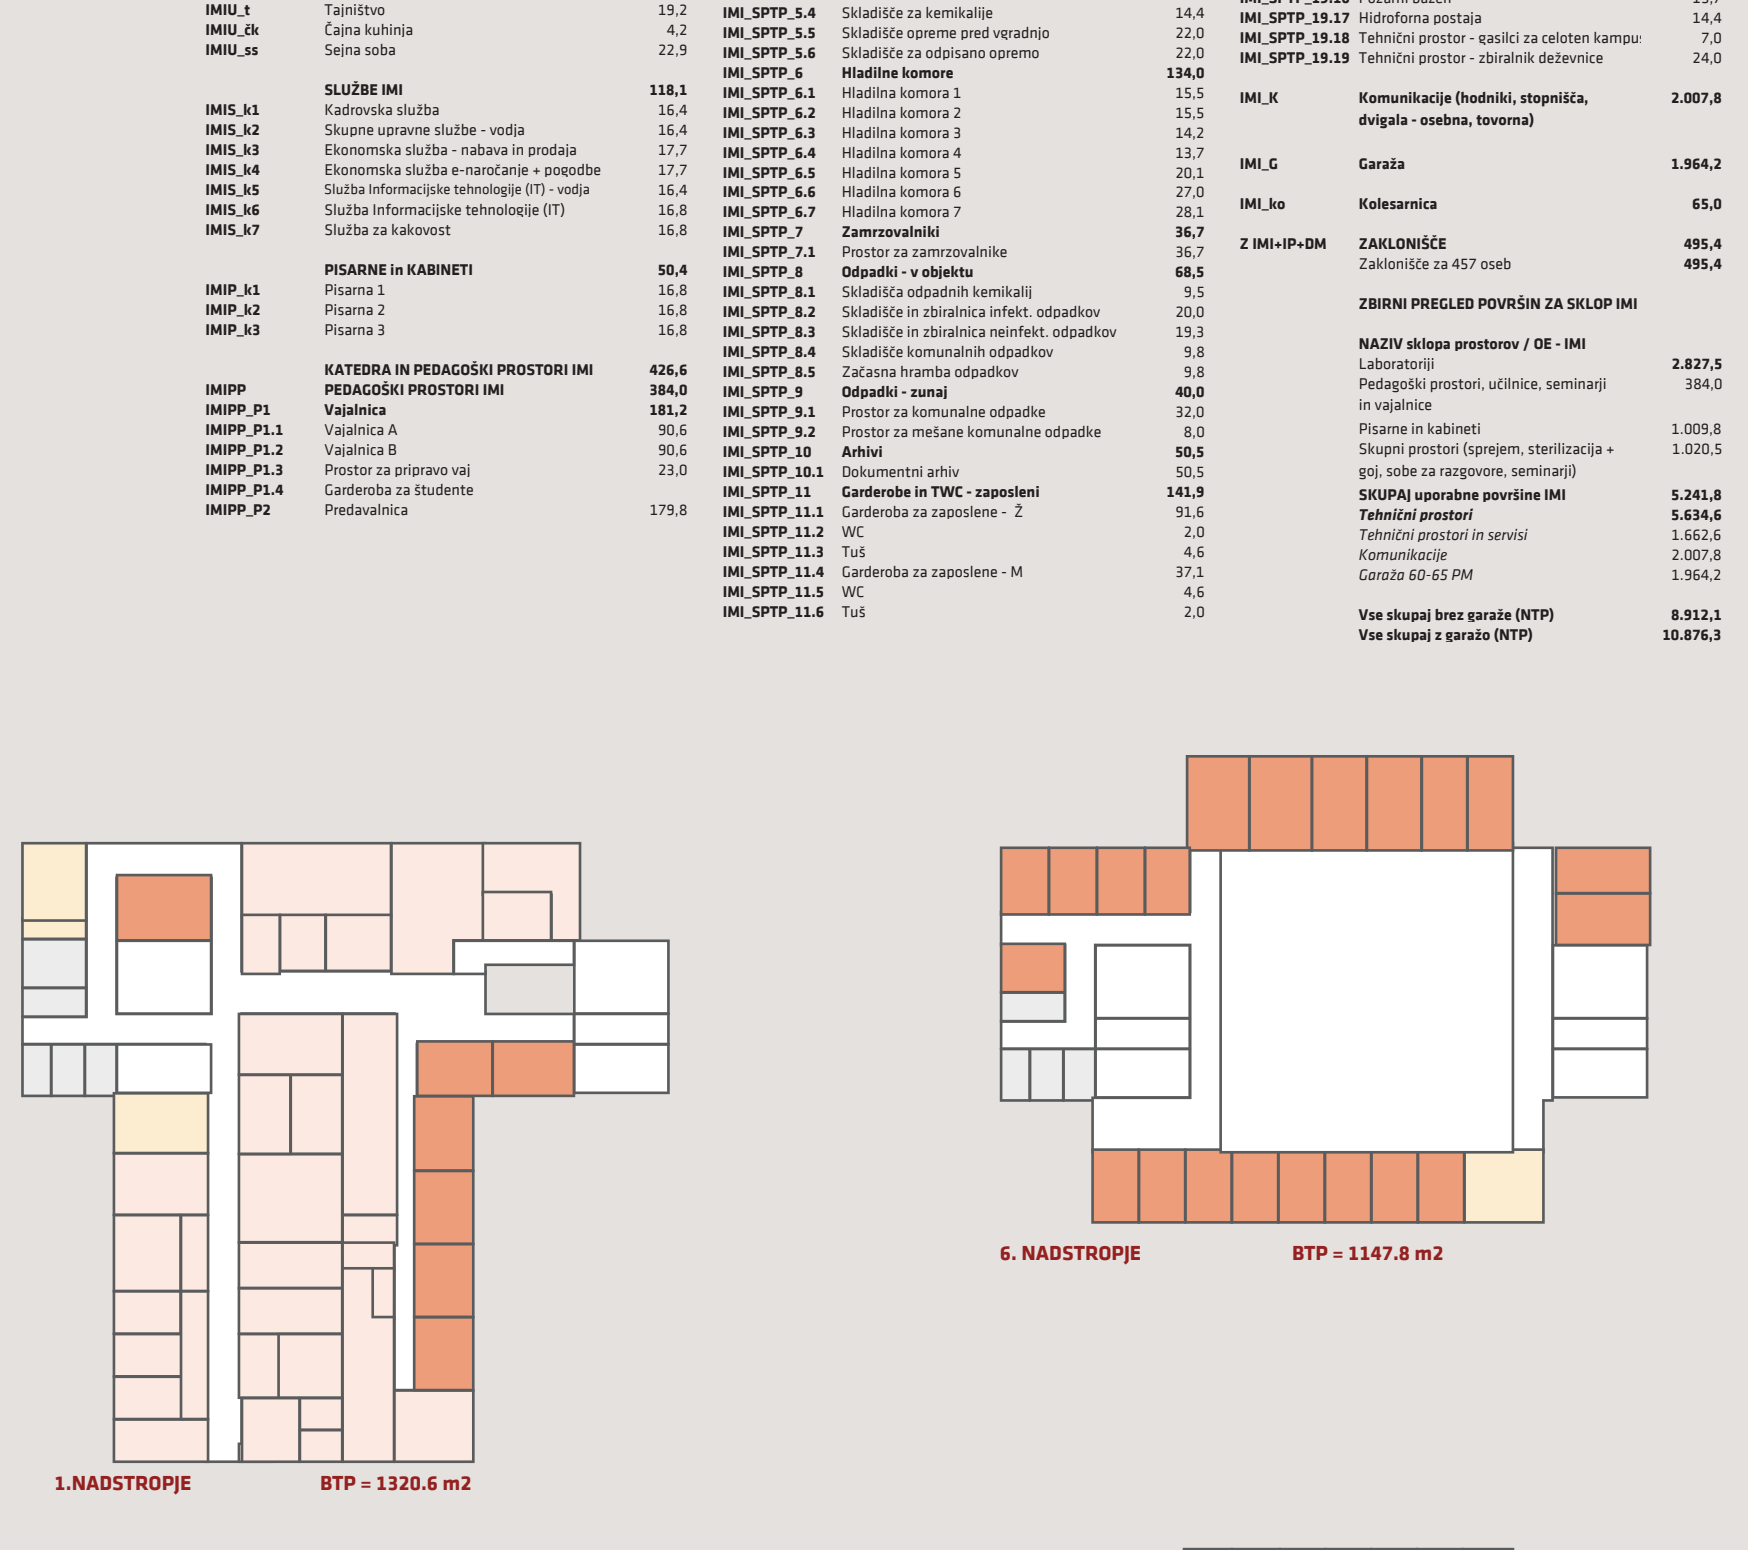 IMIU_t Tajništvo 19,2
IMIU_čk Čajna kuhinja 4,2
IMIU_ss Sejna soba 22,9
SLUŽBE IMI 118,1
IMIS_k1 Kadrovska služba 16,4
IMIS_k2 Skupne upravne službe - vodja 16,4
IMIS_k3 Ekonomska služba - nabava in prodaja 17,7
IMIS_k4 Ekonomska služba e-naročanje + pogodbe 17,7
IMIS_k5 Služba Informacijske tehnologije (IT) - vodja 16,4
IMIS_k6 Služba Informacijske tehnologije (IT) 16,8
IMIS_k7 Služba za kakovost 16,8
PISARNE in KABINETI 50,4
IMIP_k1 Pisarna 1 16,8
IMIP_k2 Pisarna 2 16,8
IMIP_k3 Pisarna 3 16,8
KATEDRA IN PEDAGOŠKI PROSTORI IMI 426,6
IMIPP PEDAGOŠKI PROSTORI IMI 384,0
IMIPP_P1 Vajalnica 181,2
IMIPP_P1.1 Vajalnica A 90,6
IMIPP_P1.2 Vajalnica B 90,6
IMIPP_P1.3 Prostor za pripravo vaj 23,0
IMIPP_P1.4 Garderoba za študente
IMIPP_P2 Predavalnica 179,8
IMI_SPTP_5.4 Skladišče za kemikalije 14,4
IMI_SPTP_5.5 Skladišče opreme pred vgradnjo 22,0
IMI_SPTP_5.6 Skladišče za odpisano opremo 22,0
IMI_SPTP_6 Hladilne komore 134,0
IMI_SPTP_6.1 Hladilna komora 1 15,5
IMI_SPTP_6.2 Hladilna komora 2 15,5
IMI_SPTP_6.3 Hladilna komora 3 14,2
IMI_SPTP_6.4 Hladilna komora 4 13,7
IMI_SPTP_6.5 Hladilna komora 5 20,1
IMI_SPTP_6.6 Hladilna komora 6 27,0
IMI_SPTP_6.7 Hladilna komora 7 28,1
IMI_SPTP_7 Zamrzovalniki 36,7
IMI_SPTP_7.1 Prostor za zamrzovalnike 36,7
IMI_SPTP_8 Odpadki - v objektu 68,5
IMI_SPTP_8.1 Skladišča odpadnih kemikalij 9,5
IMI_SPTP_8.2 Skladišče in zbiralnica infekt. odpadkov 20,0
IMI_SPTP_8.3 Skladišče in zbiralnica neinfekt. odpadkov 19,3
IMI_SPTP_8.4 Skladišče komunalnih odpadkov 9,8
IMI_SPTP_8.5 Začasna hramba odpadkov 9,8
IMI_SPTP_9 Odpadki - zunaj 40,0
IMI_SPTP_9.1 Prostor za komunalne odpadke 32,0
IMI_SPTP_9.2 Prostor za mešane komunalne odpadke 8,0
IMI_SPTP_10 Arhivi 50,5
IMI_SPTP_10.1 Dokumentni arhiv 50,5
IMI_SPTP_11 Garderobe in TWC - zaposleni 141,9
IMI_SPTP_11.1 Garderoba za zaposlene - Ž 91,6
IMI_SPTP_11.2 WC 2,0
IMI_SPTP_11.3 Tuš 4,6
IMI_SPTP_11.4 Garderoba za zaposlene - M 37,1
IMI_SPTP_11.5 WC 4,6
IMI_SPTP_11.6 Tuš 2,0
IMI_SPTP_19.17 Hidroforna postaja 14,4
IMI_SPTP_19.18 Tehnični prostor - gasilci za celoten kampus 7,0
IMI_SPTP_19.19 Tehnični prostor - zbiralnik deževnice 24,0
IMI_K Komunikacije (hodniki, stopnišča, 2.007,8
dvigala - osebna, tovorna)
IMI_G Garaža 1.964,2
IMI_ko Kolesarnica 65,0
Z IMI+IP+DM ZAKLONIŠČE 495,4
Zaklonišče za 457 oseb 495,4
ZBIRNI PREGLED POVRŠIN ZA SKLOP IMI
NAZIV sklopa prostorov / OE - IMI
Laboratoriji 2.827,5
Pedagoški prostori, učilnice, seminarji 384,0
in vajalnice
Pisarne in kabineti 1.009,8
Skupni prostori (sprejem, sterilizacija + 1.020,5
goj, sobe za razgovore, seminarji)
SKUPAJ uporabne površine IMI 5.241,8
Tehnični prostori 5.634,6
Tehnični prostori in servisi 1.662,6
Komunikacije 2.007,8
Garaža 60-65 PM 1.964,2
Vse skupaj brez garaže (NTP) 8.912,1
Vse skupaj z garažo (NTP) 10.876,3
6. NADSTROPJE BTP = 1147.8 m2
1.NADSTROPJE BTP = 1320.6 m2